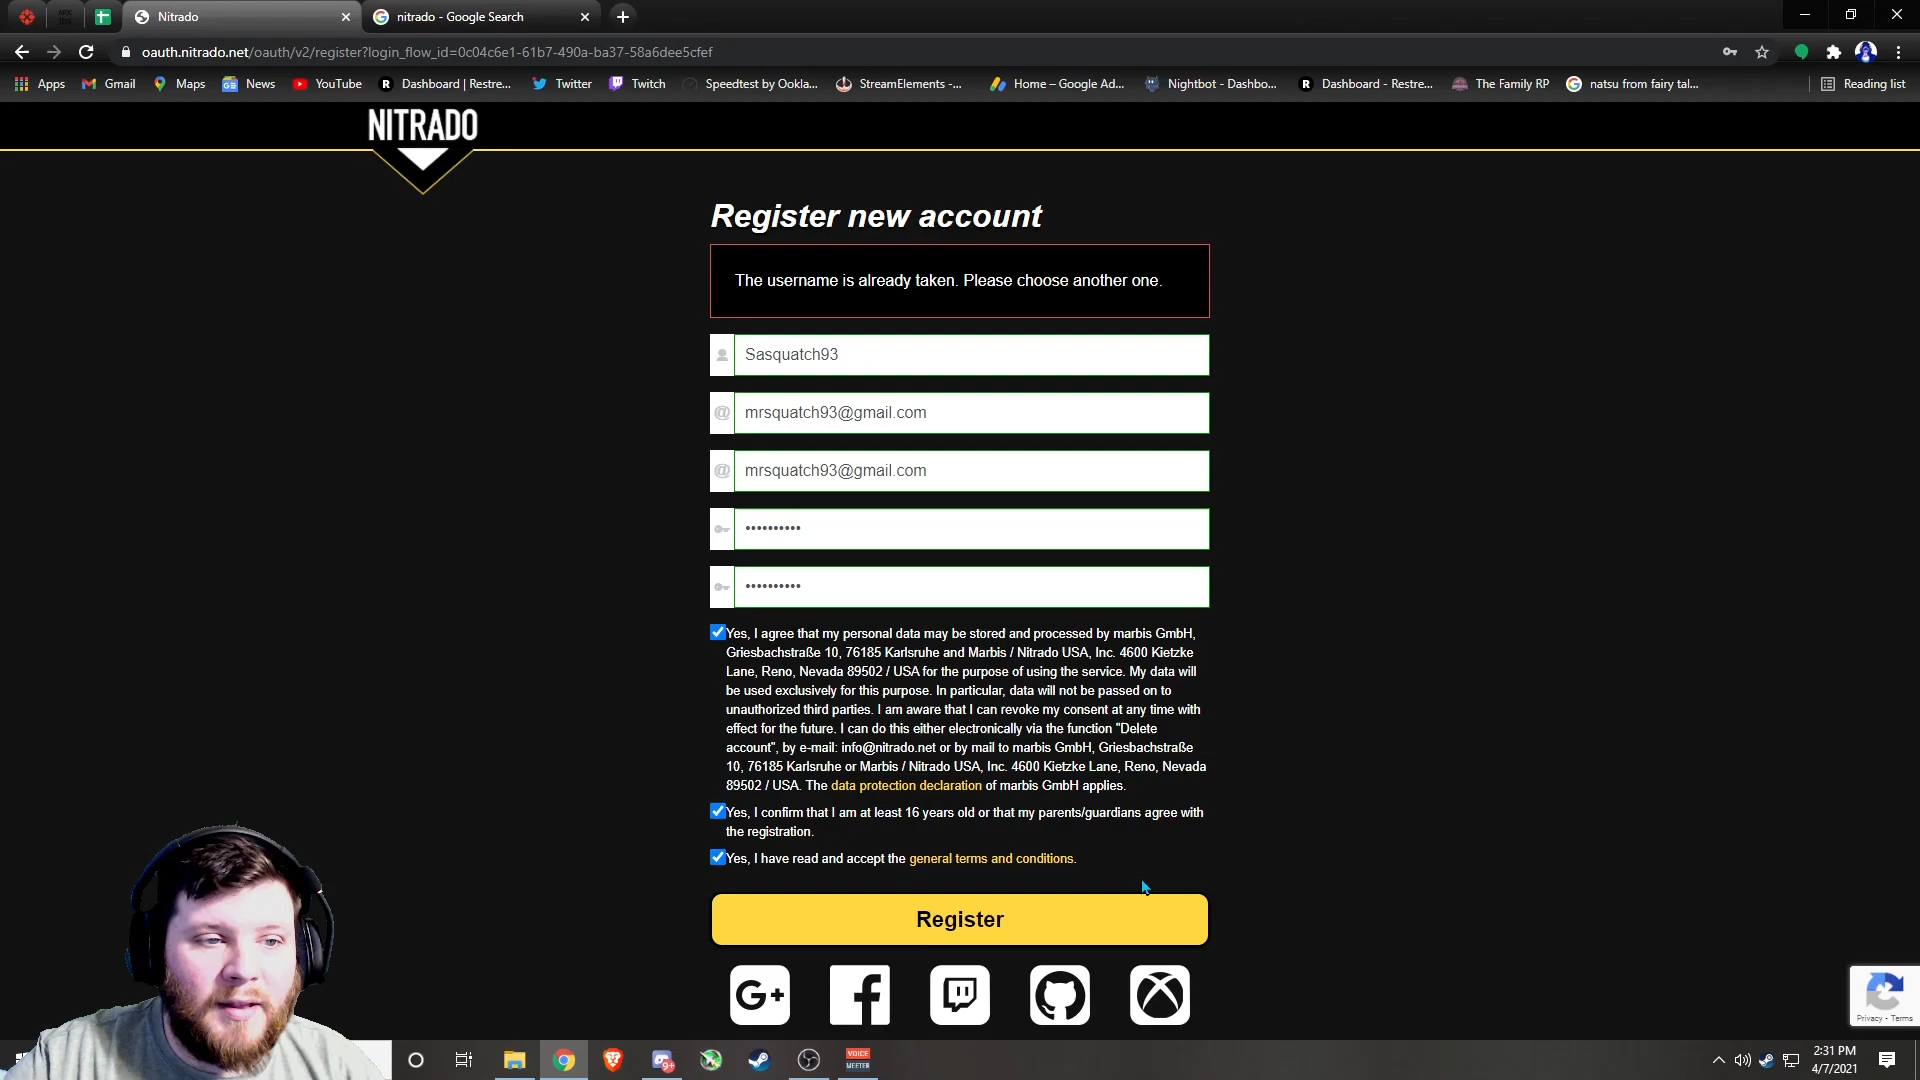 ARK
Nitrado
nitrado - Google Search
oauth.nitrado.net/oauth/v2/register?login_flow_id=0c04c6e1-61b7-490a-ba37-58a6dee5cfef
Apps
Gmail
Maps
News
YouTube
Dashboard | Restre...
Twitter
Twitch
Speedtest by Ookla...
StreamElements -...
Home – Google Ad...
Nightbot - Dashbo...
Dashboard - Restre...
The Family RP
natsu from fairy tal...
Reading list
NITRADO
Register new account
The username is already taken. Please choose another one.
Sasquatch93
mrsquatch93@gmail.com
mrsquatch93@gmail.com
Yes, I agree that my personal data may be stored and processed by marbis GmbH,
Griesbachstraße 10, 76185 Karlsruhe and Marbis / Nitrado USA, Inc. 4600 Kietzke
Lane, Reno, Nevada 89502 / USA for the purpose of using the service. My data will
be used exclusively for this purpose. In particular, data will not be passed on to
unauthorized third parties. I am aware that I can revoke my consent at any time with
effect for the future. I can do this either electronically via the function "Delete
account", by e-mail: info@nitrado.net or by mail to marbis GmbH, Griesbachstraße
10, 76185 Karlsruhe or Marbis / Nitrado USA, Inc. 4600 Kietzke Lane, Reno, Nevada
89502 / USA. The data protection declaration of marbis GmbH applies.
Yes, I confirm that I am at least 16 years old or that my parents/guardians agree with
the registration.
Yes, I have read and accept the general terms and conditions.
Register
G+
Privacy - Terms
9+
VOICE
MEETER
2:31 PM
4/7/2021